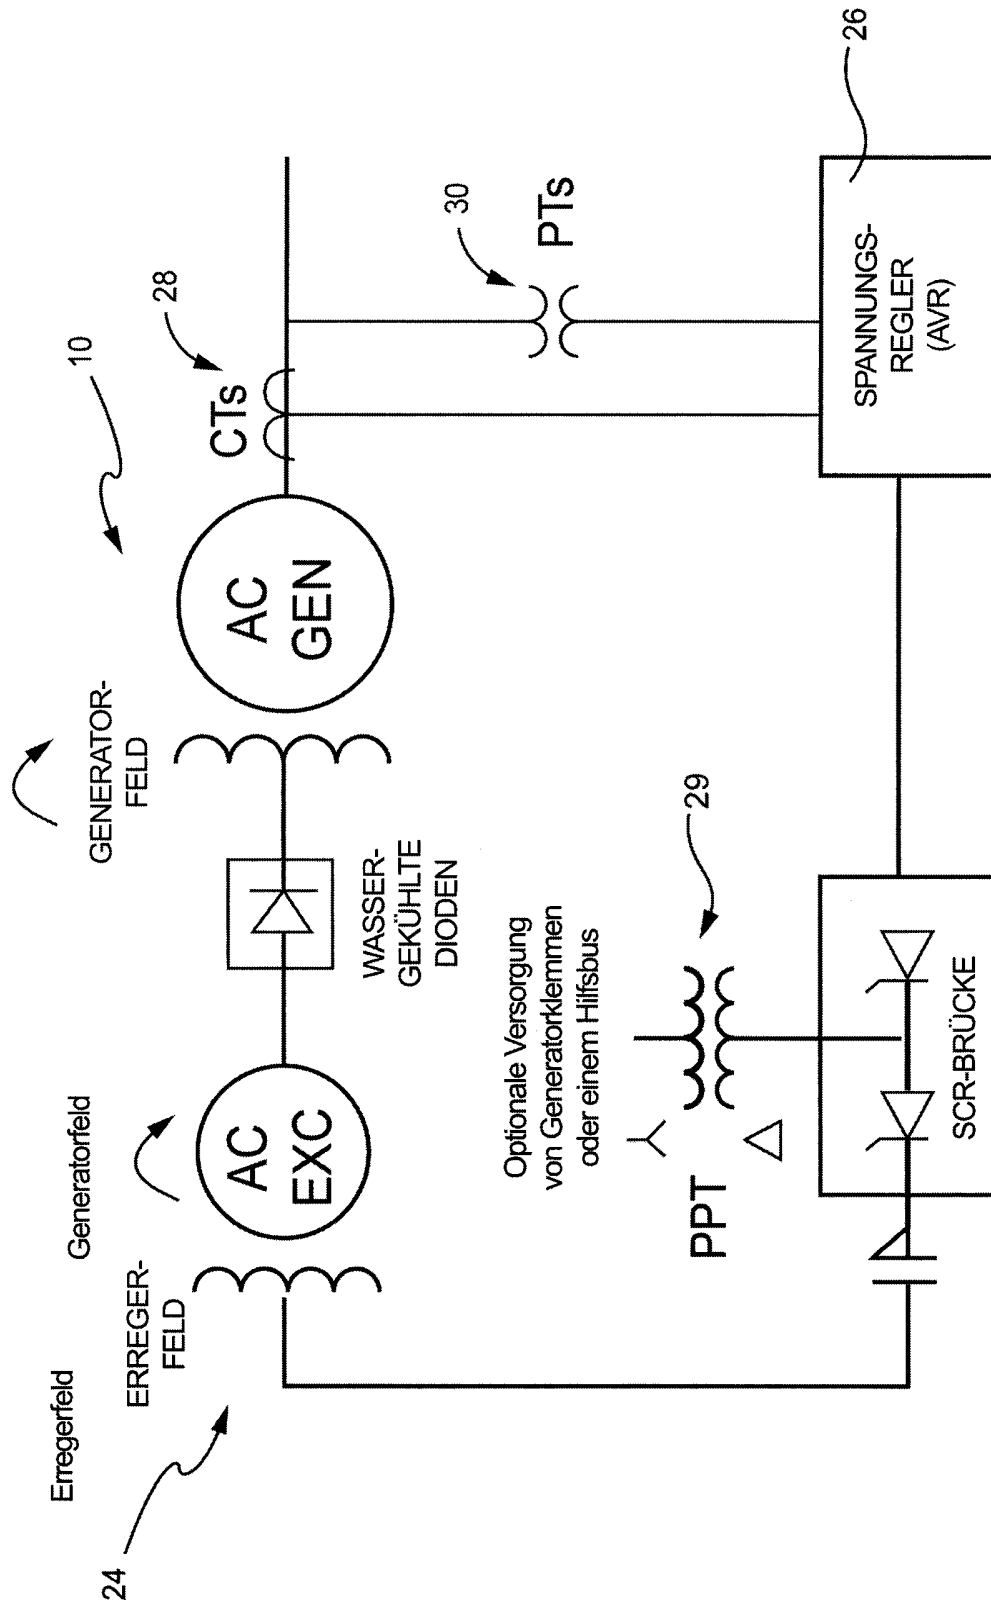 24
Erregerfeld
ERREGER-
FELD
Generatorfeld
AC
EXC
WASSER-
GEKÜHLTE
DIODEN
GENERATOR-
FELD
AC
GEN
10
CTs
28
30
PTs
PPT
Optionale Versorgung
von Generatorklemmen
oder einem Hilfsbus
29
SCR-BRÜCKE
SPANNUNGS-
REGLER
(AVR)
26